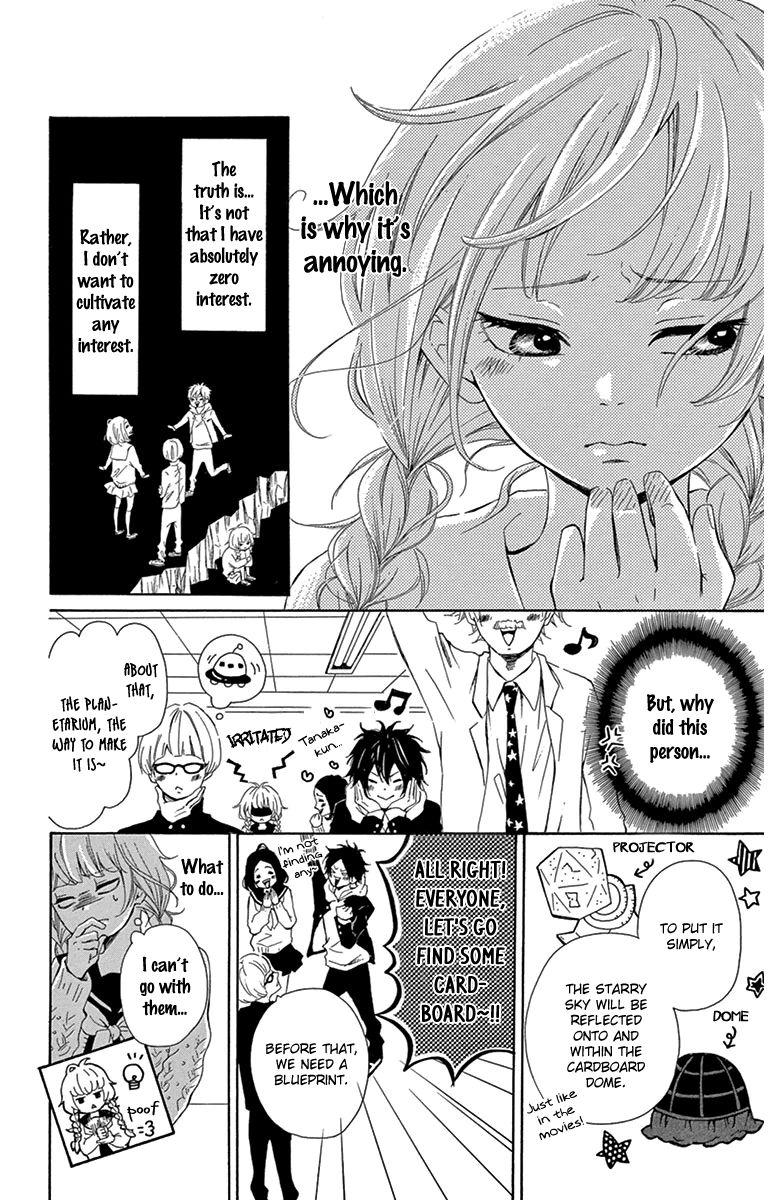 ...Which
is why it's
annoying.
The
truth is...
It's not
that I have
absolutely
zero
interest.
Rather,
I don't
want to
cultivate
any
interest.
But, why
did this
person...
Tanaka-
kun...
IRRITATED
ABOUT
THAT,
THE PLAN-
ETARIUM, THE
WAY TO MAKE
IT IS~
PROJECTOR
TO PUT IT
SIMPLY,
THE STARRY
SKY WILL BE
REFLECTED
ONTO AND
WITHIN THE
CARDBOARD
DOME.
DOME
Just like
in the
movies!
ALL RIGHT!
EVERYONE,
LET'S GO
FIND SOME
CARD-
BOARD~!!
I'm not
finding
any~
BEFORE THAT,
WE NEED A
BLUEPRINT.
What
to do...
I can't
go with
them...
poof
=3